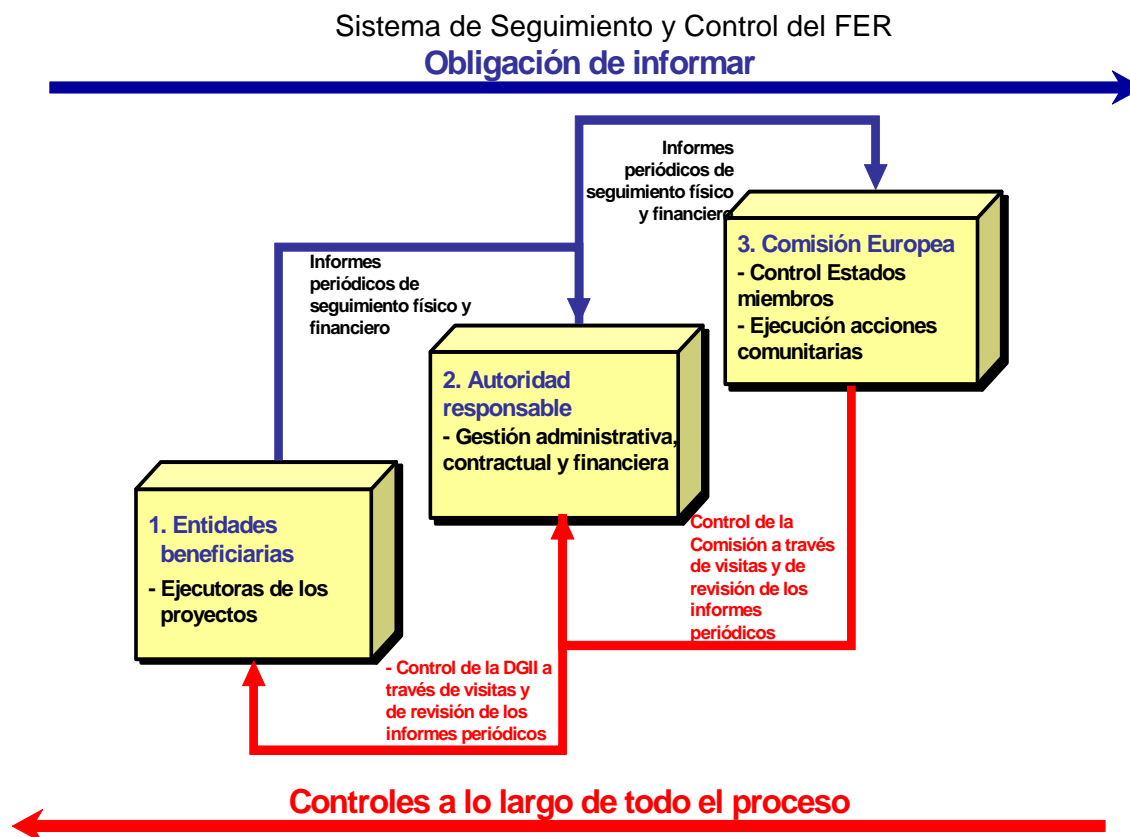 Sistema de Seguimiento y Control del FER
Obligación de informar
Informes
periódicos de
seguimiento físico
y financiero
3. Comisión Europea
- Control Estados
miembros
- Ejecución acciones
comunitarias
Informes
periódicos de
seguimiento físico y
financiero
2. Autoridad
responsable
- Gestión administrativa,
contractual y financiera
1. Entidades
beneficiarias
- Ejecutoras de los
proyectos
Control de la
Comisión a través
de visitas y de
revisión de los
informes
periódicos
- Control de la DGII a
través de visitas y
de revisión de los
informes periódicos
Controles a lo largo de todo el proceso